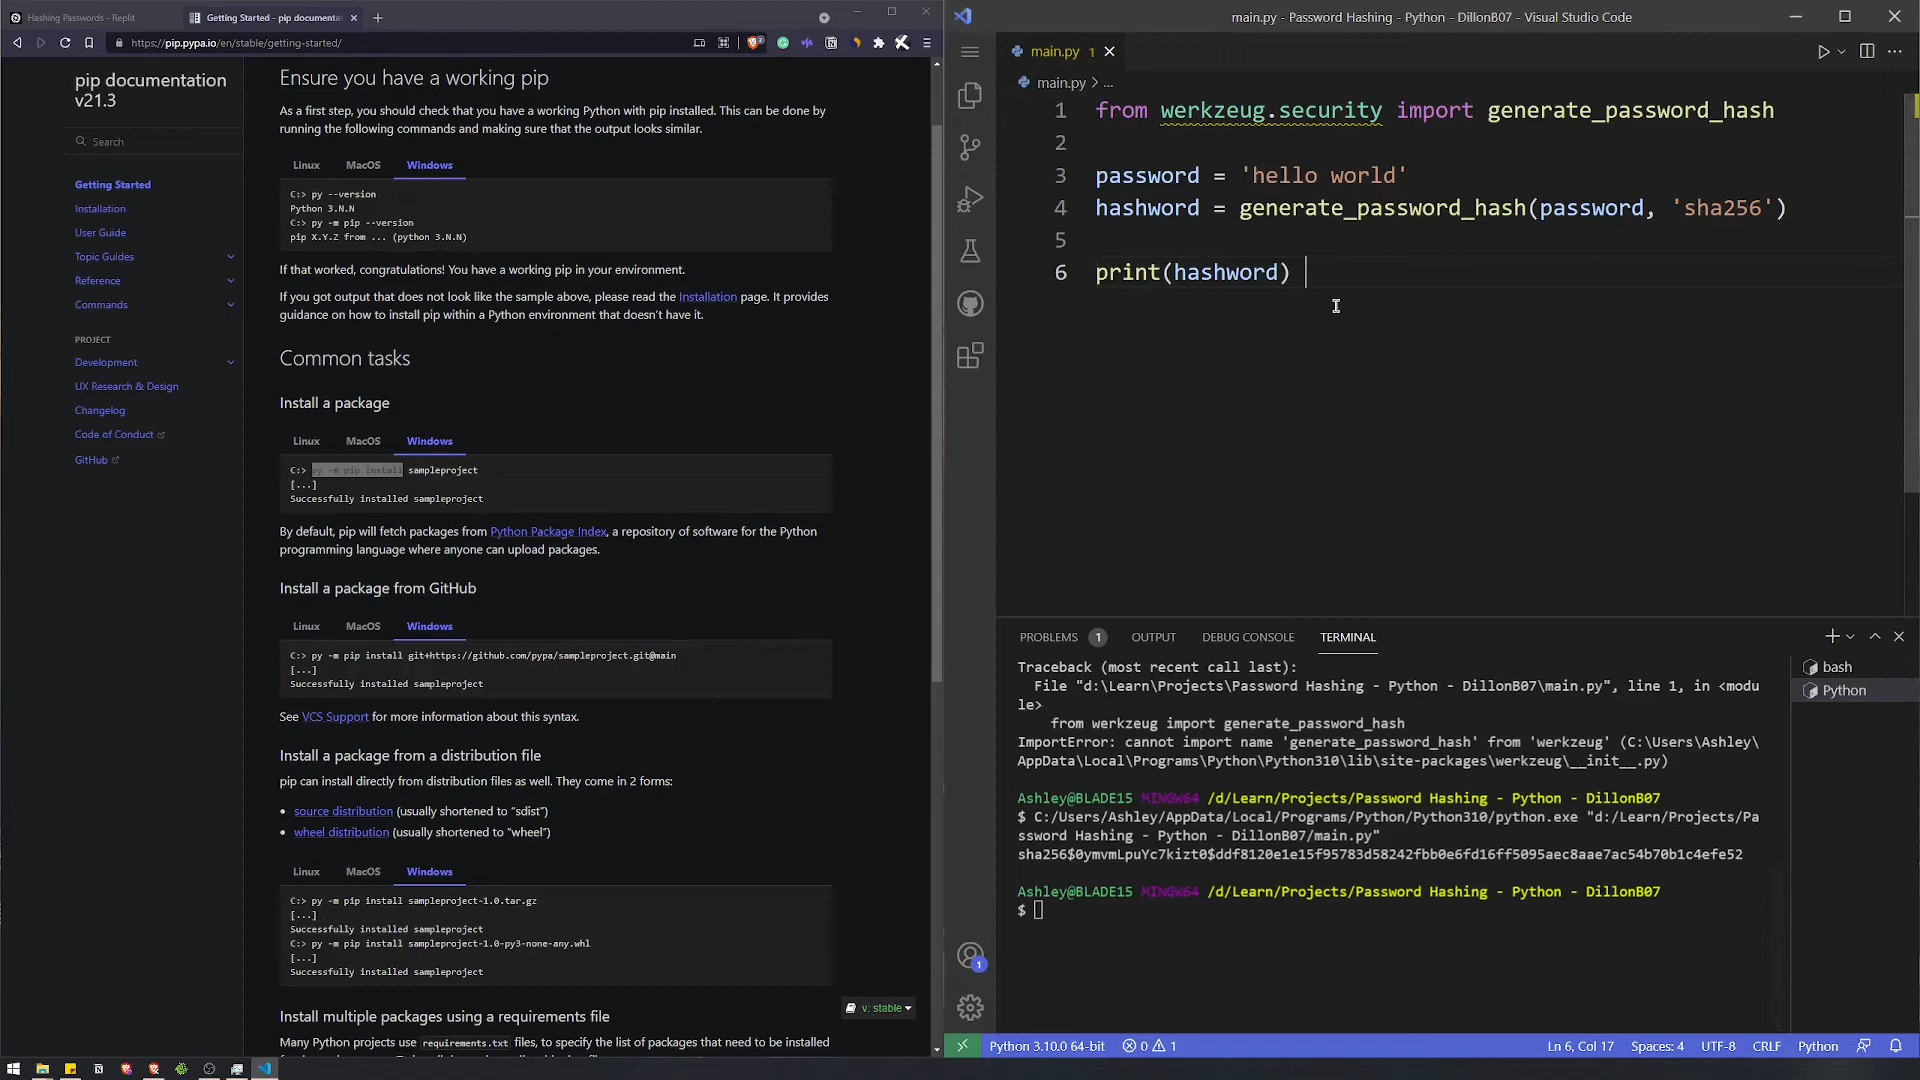 Hashing Passwords - Replit
Getting Started - pip documenta
https://pip.pypa.io/en/stable/getting-started/
pip documentation
v21.3
Search
Getting Started
Installation
User Guide
Topic Guides
Reference
Commands
PROJECT
Development
UX Research & Design
Changelog
Code of Conduct
GitHub
Ensure you have a working pip
As a first step, you should check that you have a working Python with pip installed. This can be done by
running the following commands and making sure that the output looks similar.
Linux MacOS Windows
C:> py --version
Python 3.N.N
C:> py -m pip --version
pip X.Y.Z from ... (python 3.N.N)
If that worked, congratulations! You have a working pip in your environment.
If you got output that does not look like the sample above, please read the Installation page. It provides
guidance on how to install pip within a Python environment that doesn't have it.
Common tasks
Install a package
Linux MacOS Windows
C:> py -m pip install sampleproject
[...]
Successfully installed sampleproject
By default, pip will fetch packages from Python Package Index, a repository of software for the Python
programming language where anyone can upload packages.
Install a package from GitHub
Linux MacOS Windows
C:> py -m pip install git+https://github.com/pypa/sampleproject.git@main
[...]
Successfully installed sampleproject
See VCS Support for more information about this syntax.
Install a package from a distribution file
pip can install directly from distribution files as well. They come in 2 forms:
• source distribution (usually shortened to “sdist”)
• wheel distribution (usually shortened to “wheel”)
Linux MacOS Windows
C:> py -m pip install sampleproject-1.0.tar.gz
[...]
Successfully installed sampleproject
C:> py -m pip install sampleproject-1.0-py3-none-any.whl
[...]
Successfully installed sampleproject
v: stable
Install multiple packages using a requirements file
Many Python projects use requirements.txt files, to specify the list of packages that need to be installed
main.py - Password Hashing - Python - DillonB07 - Visual Studio Code
main.py 1
main.py > ...
1 from werkzeug.security import generate_password_hash
2
3 password = 'hello world'
4 hashword = generate_password_hash(password, 'sha256')
5
6 print(hashword)
PROBLEMS 1 OUTPUT DEBUG CONSOLE TERMINAL
bash
Python
Traceback (most recent call last):
File "d:\Learn\Projects\Password Hashing - Python - DillonB07\main.py", line 1, in <modu
le>
from werkzeug import generate_password_hash
ImportError: cannot import name 'generate_password_hash' from 'werkzeug' (C:\Users\Ashley\
AppData\Local\Programs\Python\Python310\lib\site-packages\werkzeug\__init__.py)
Ashley@BLADE15 MINGW64 /d/Learn/Projects/Password Hashing - Python - DillonB07
$ C:/Users/Ashley/AppData/Local/Programs/Python/Python310/python.exe "d:/Learn/Projects/Pa
ssword Hashing - Python - DillonB07/main.py"
sha256$0ymvmLpuYc7kizt0$ddf8120e1e15f95783d58242fbb0e6fd16ff5095aec8aae7ac54b70b1c4efe52
Ashley@BLADE15 MINGW64 /d/Learn/Projects/Password Hashing - Python - DillonB07
$
1
Python 3.10.0 64-bit 0 1 Ln 6, Col 17 Spaces: 4 UTF-8 CRLF Python